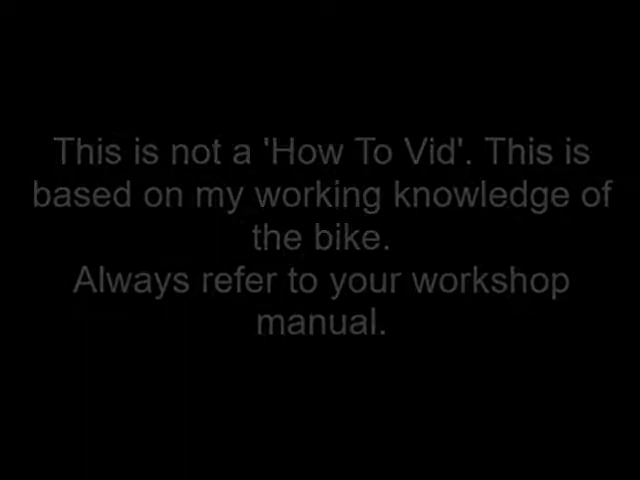 This is not a 'How To Vid'. This is
based on my working knowledge of
the bike.
Always refer to your workshop
manual.